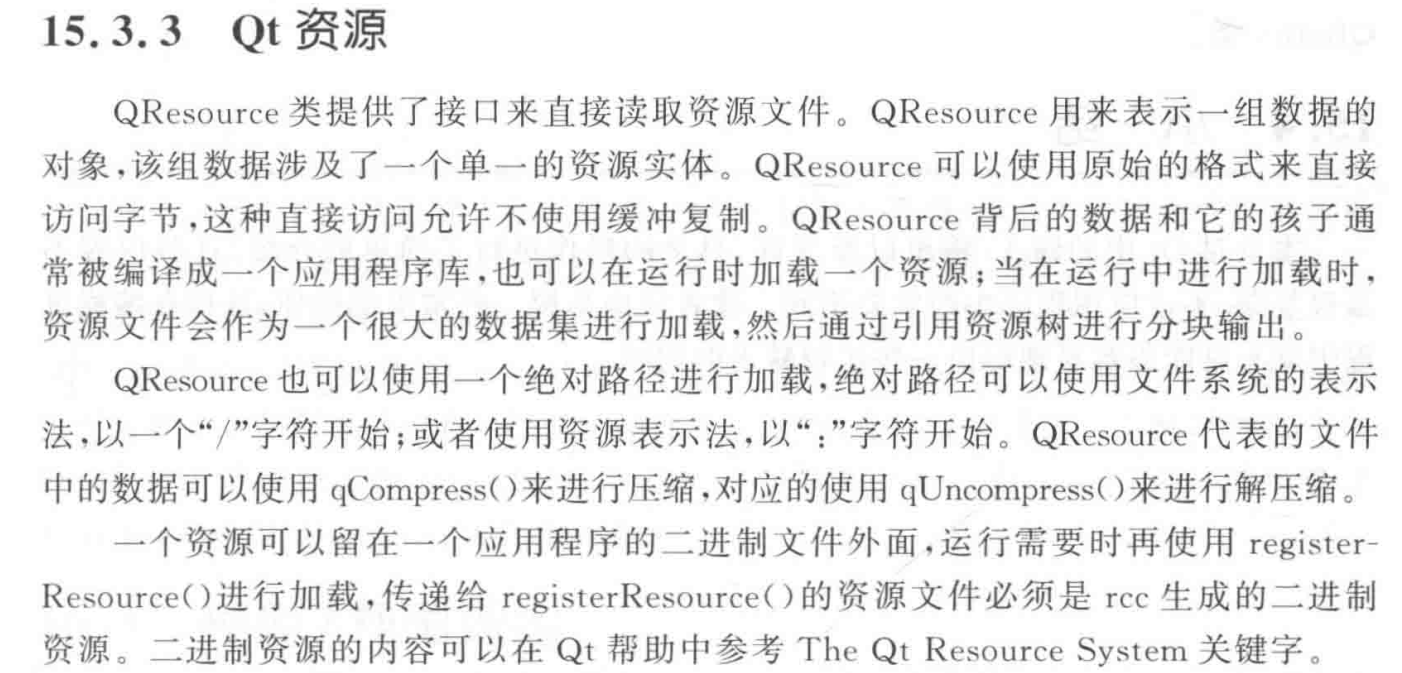 15.3.3 Qt 资源
QResource 类提供了接口来直接读取资源文件。QResource 用来表示一组数据的
对象,该组数据涉及了一个单一的资源实体。QResource 可以使用原始的格式来直接
访问字节,这种直接访问允许不使用缓冲复制。QResource 背后的数据和它的孩子通
常被编译成一个应用程序库,也可以在运行时加载一个资源;当在运行中进行加载时,
资源文件会作为一个很大的数据集进行加载,然后通过引用资源树进行分块输出。
QResource 也可以使用一个绝对路径进行加载,绝对路径可以使用文件系统的表示
法,以一个“/”字符开始;或者使用资源表示法,以“:”字符开始。QResource 代表的文件
中的数据可以使用 qCompress()来进行压缩,对应的使用 qUncompress()来进行解压缩。
一个资源可以留在一个应用程序的二进制文件外面,运行需要时再使用 register-
Resource()进行加载,传递给 registerResource()的资源文件必须是 rcc 生成的二进制
资源。二进制资源的内容可以在 Qt 帮助中参考 The Qt Resource System 关键字。